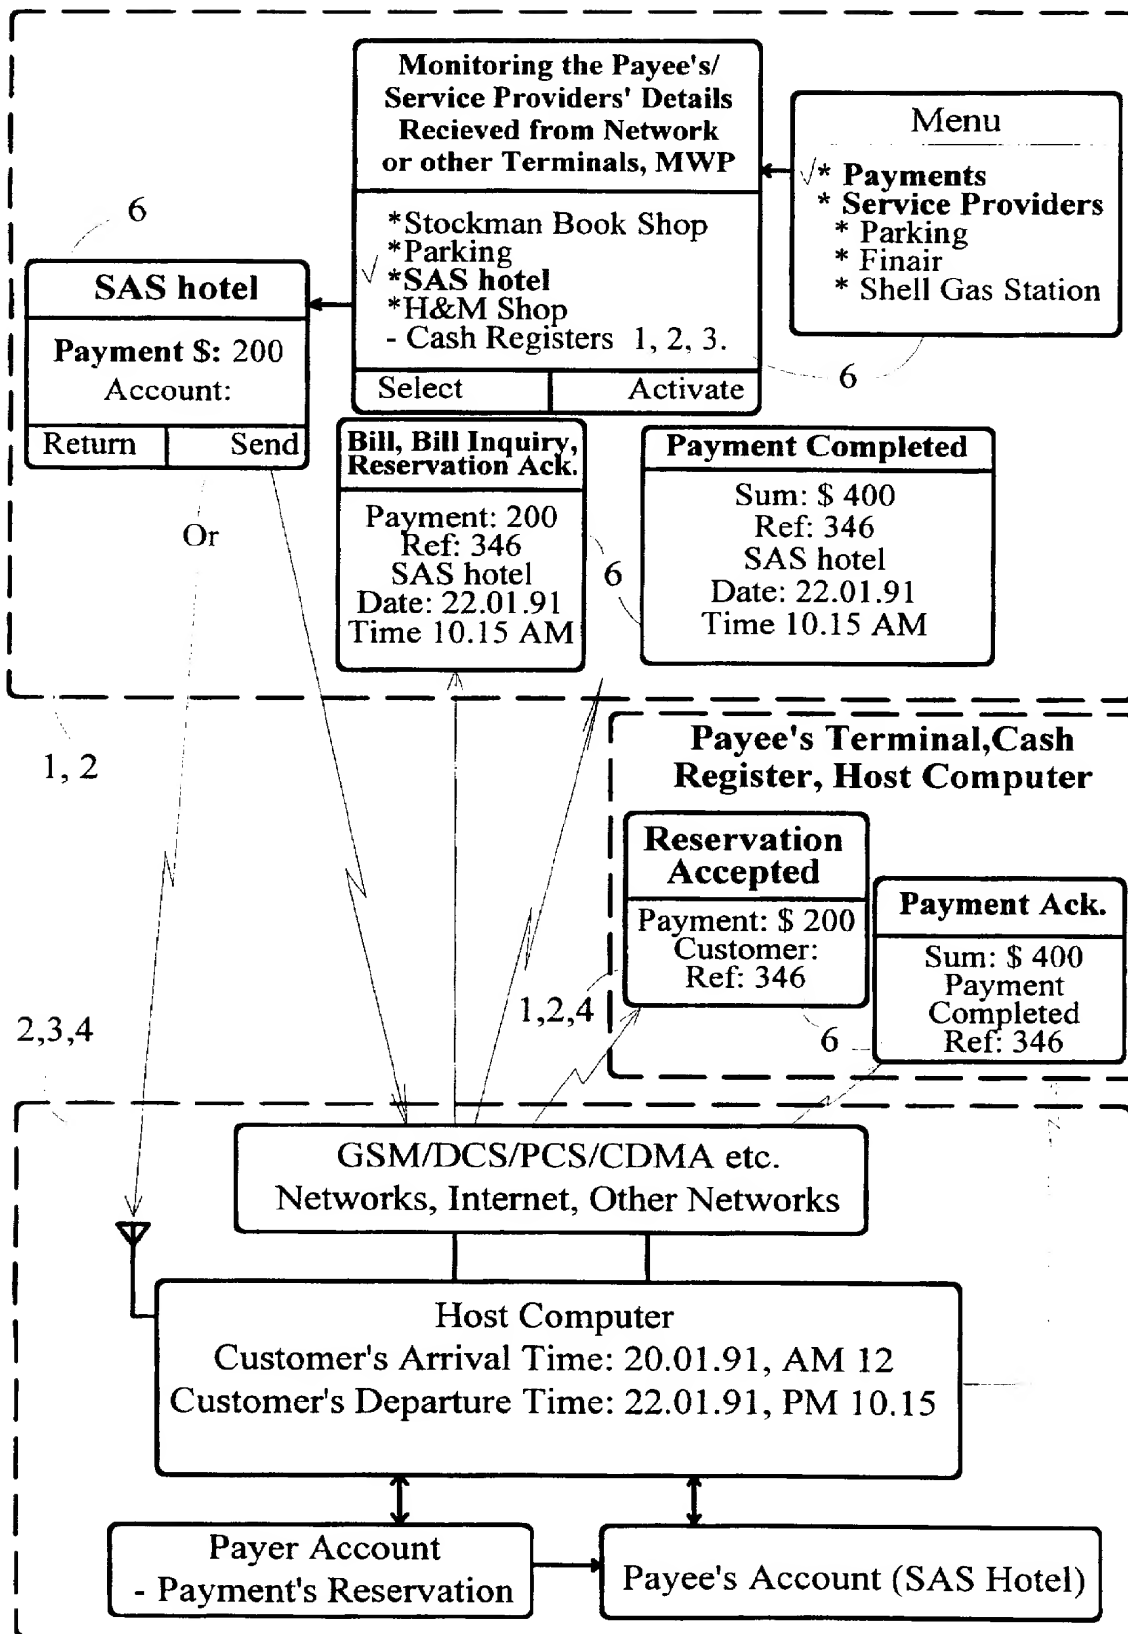 Monitoring the Payee's/
Service Providers' Details
Recieved from Network
or other Terminals, MWP
*Stockman Book Shop
*Parking
√ *SAS hotel
*H&M Shop
- Cash Registers 1, 2, 3.
Select Activate
Menu
√* Payments
* Service Providers
* Parking
* Finair
* Shell Gas Station
6
6
SAS hotel
Payment $: 200
Account:
Return Send
Or
Bill, Bill Inquiry,
Reservation Ack.
Payment: 200
Ref: 346
SAS hotel
Date: 22.01.91
Time 10.15 AM
6
Payment Completed
Sum: $ 400
Ref: 346
SAS hotel
Date: 22.01.91
Time 10.15 AM
1, 2
Payee's Terminal,Cash
Register, Host Computer
Reservation
Accepted
Payment: $ 200
Customer:
Ref: 346
Payment Ack.
Sum: $ 400
Payment
Completed
Ref: 346
1,2,4
6
2,3,4
GSM/DCS/PCS/CDMA etc.
Networks, Internet, Other Networks
Host Computer
Customer's Arrival Time: 20.01.91, AM 12
Customer's Departure Time: 22.01.91, PM 10.15
Payer Account
- Payment's Reservation
Payee's Account (SAS Hotel)